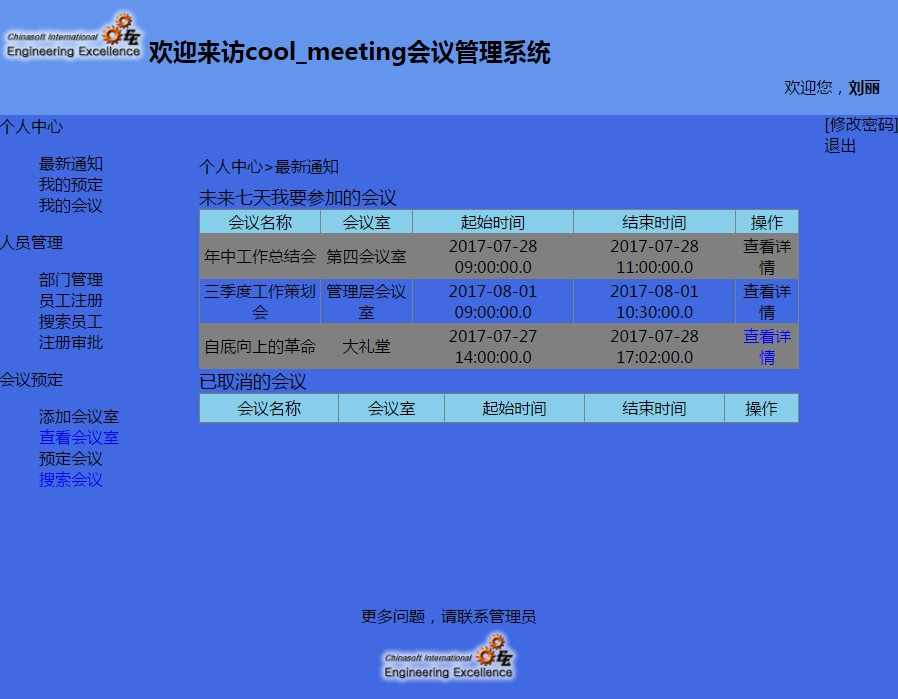 Chinasoft International
Engineering Excellence
欢迎来访cool_meeting会议管理系统
欢迎您，刘丽
[修改密码]
退出
个人中心
最新通知
我的预定
我的会议
人员管理
部门管理
员工注册
搜索员工
注册审批
会议预定
添加会议室
查看会议室
预定会议
搜索会议
个人中心>最新通知
未来七天我要参加的会议
会议名称 会议室 起始时间 结束时间 操作
年中工作总结会 第四会议室 2017-07-28 09:00:00.0 2017-07-28 11:00:00.0 查看详情
三季度工作策划会 管理层会议室 2017-08-01 09:00:00.0 2017-08-01 10:30:00.0 查看详情
自底向上的革命 大礼堂 2017-07-27 14:00:00.0 2017-07-28 17:02:00.0 查看详情
已取消的会议
会议名称 会议室 起始时间 结束时间 操作
更多问题，请联系管理员
Chinasoft International
Engineering Excellence